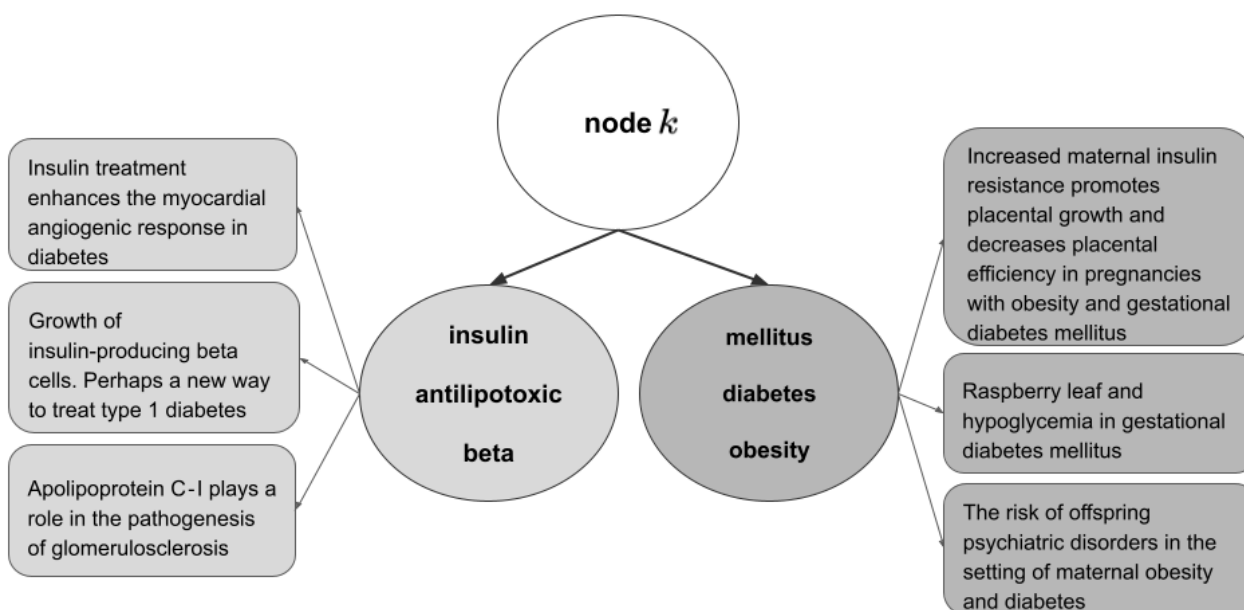 node k
Insulin treatment
enhances the myocardial
angiogenic response in
diabetes
Growth of
insulin-producing beta
cells. Perhaps a new way
to treat type 1 diabetes
Apolipoprotein C-I plays a
role in the pathogenesis
of glomerulosclerosis
insulin
antilipotoxic
beta
mellitus
diabetes
obesity
Increased maternal insulin
resistance promotes
placental growth and
decreases placental
efficiency in pregnancies
with obesity and gestational
diabetes mellitus
Raspberry leaf and
hypoglycemia in gestational
diabetes mellitus
The risk of offspring
psychiatric disorders in the
setting of maternal obesity
and diabetes